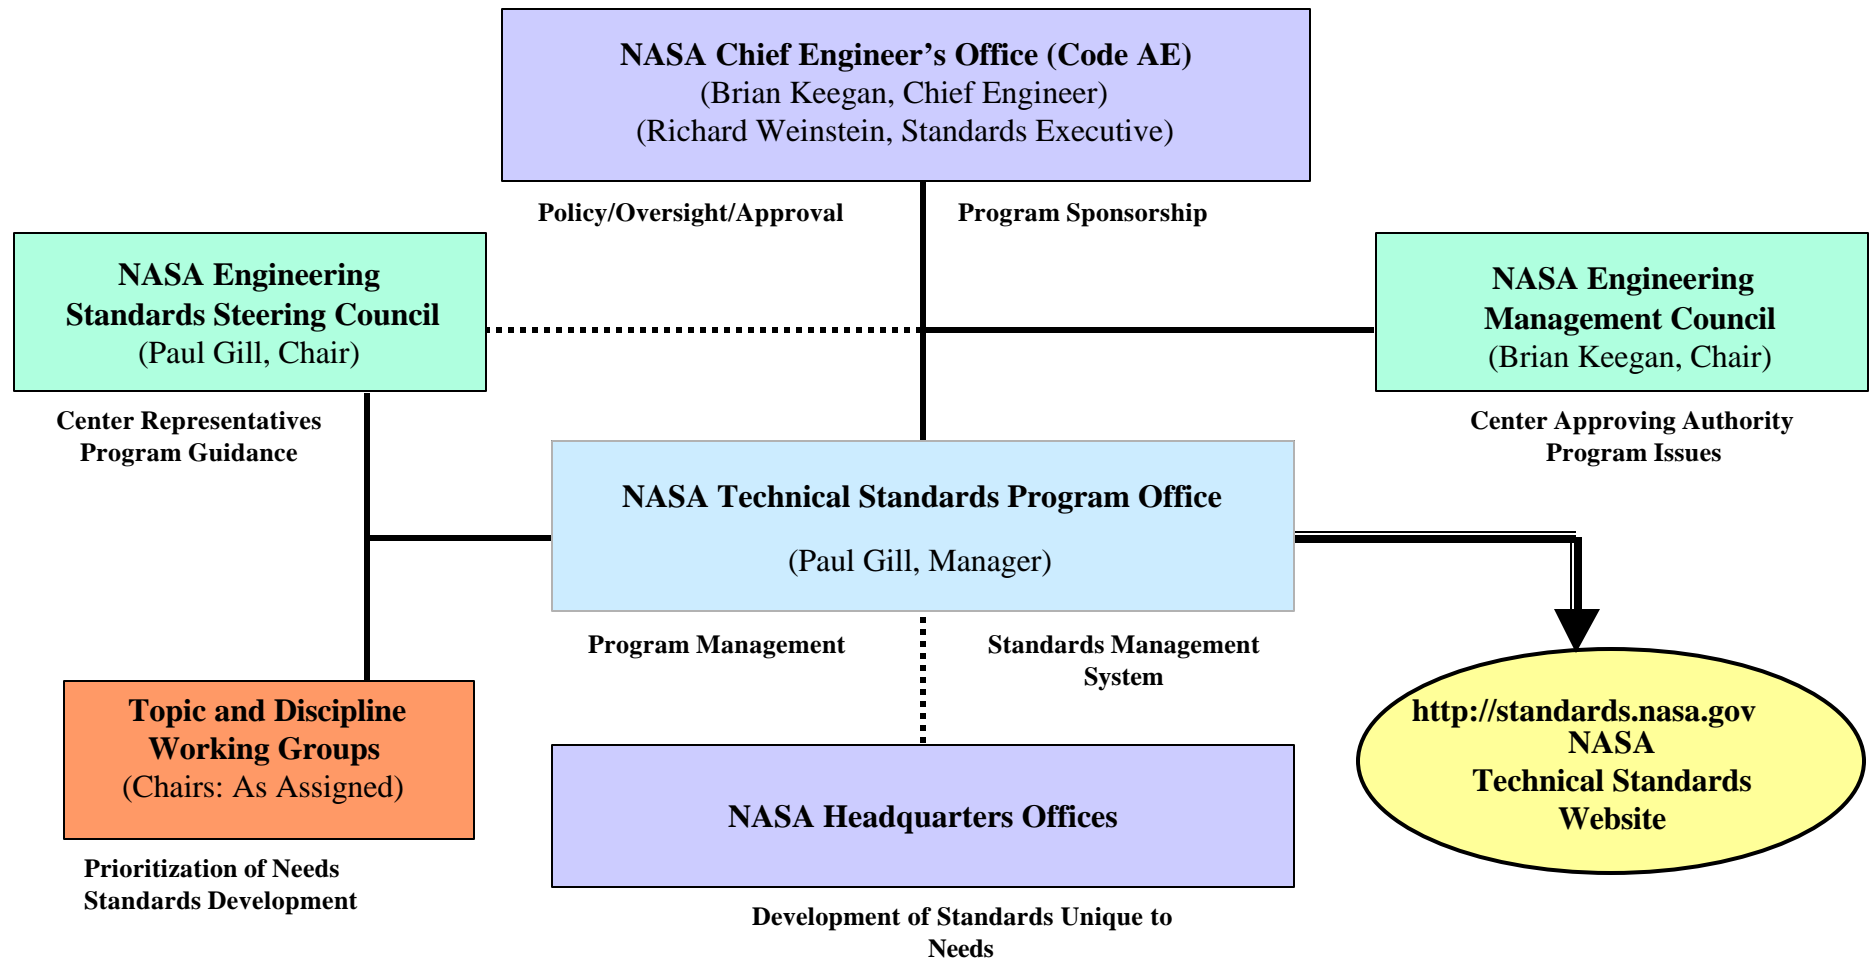 NASA Chief Engineer’s Office (Code AE)
(Brian Keegan, Chief Engineer)
(Richard Weinstein, Standards Executive)
Policy/Oversight/Approval
Program Sponsorship
NASA Engineering
Standards Steering Council
(Paul Gill, Chair)
Center Representatives
Program Guidance
NASA Engineering
Management Council
(Brian Keegan, Chair)
Center Approving Authority
Program Issues
NASA Technical Standards Program Office
(Paul Gill, Manager)
Program Management
Standards Management
System
Topic and Discipline
Working Groups
(Chairs: As Assigned)
Prioritization of Needs
Standards Development
NASA Headquarters Offices
Development of Standards Unique to
Needs
http://standards.nasa.gov
NASA
Technical Standards
Website